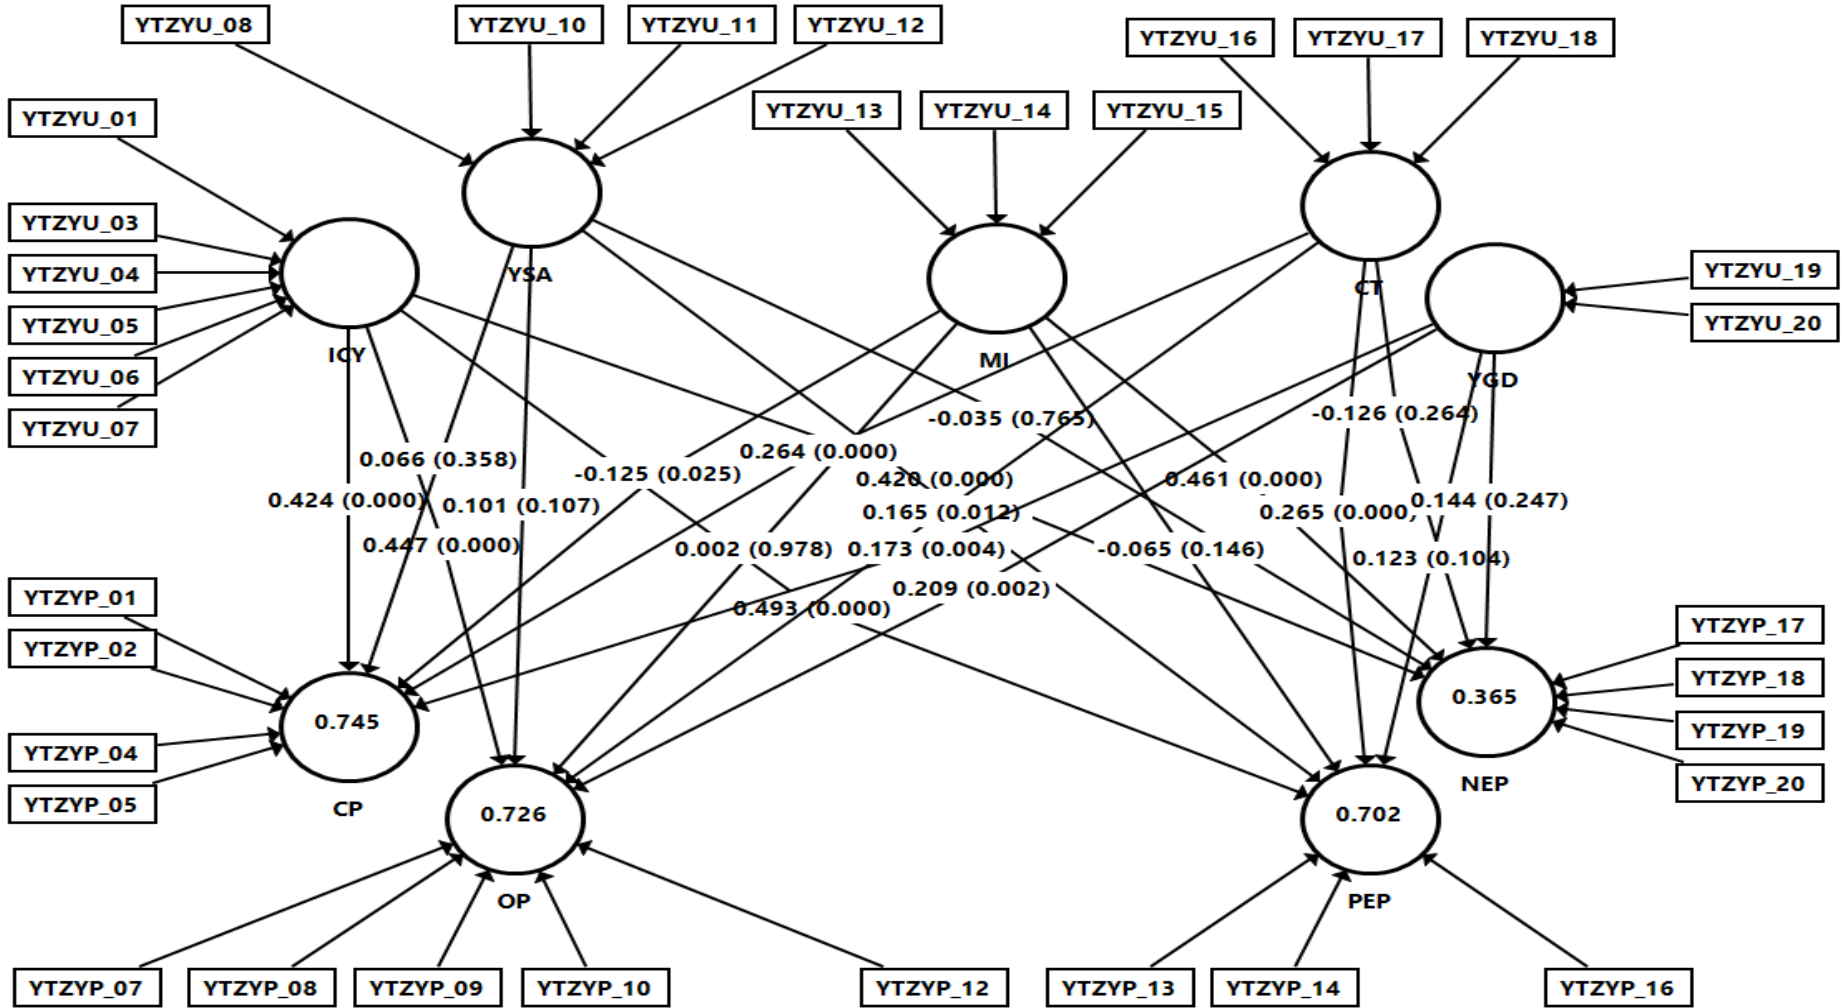 YTZYU_08
YTZYU_10
YTZYU_11
YTZYU_12
YTZYU_16
YTZYU_17
YTZYU_18
YTZYU_13
YTZYU_14
YTZYU_15
YTZYU_01
YTZYU_03
YTZYU_04
YTZYU_05
YTZYU_06
YTZYU_07
YTZYU_19
YTZYU_20
YSA
ICY
MI
CT
YGD
-0.035 (0.765)
-0.126 (0.264)
0.066 (0.358)
-0.125 (0.025)
0.264 (0.000)
0.420 (0.000)
0.461 (0.000)
0.424 (0.000)
0.101 (0.107)
0.165 (0.012)
0.265 (0.000)
0.144 (0.247)
0.447 (0.000)
0.002 (0.978)
0.173 (0.004)
-0.065 (0.146)
0.123 (0.104)
0.209 (0.002)
0.493 (0.000)
YTZYP_01
YTZYP_02
YTZYP_04
YTZYP_05
0.745
CP
0.726
OP
0.702
PEP
0.365
NEP
YTZYP_17
YTZYP_18
YTZYP_19
YTZYP_20
YTZYP_07
YTZYP_08
YTZYP_09
YTZYP_10
YTZYP_12
YTZYP_13
YTZYP_14
YTZYP_16